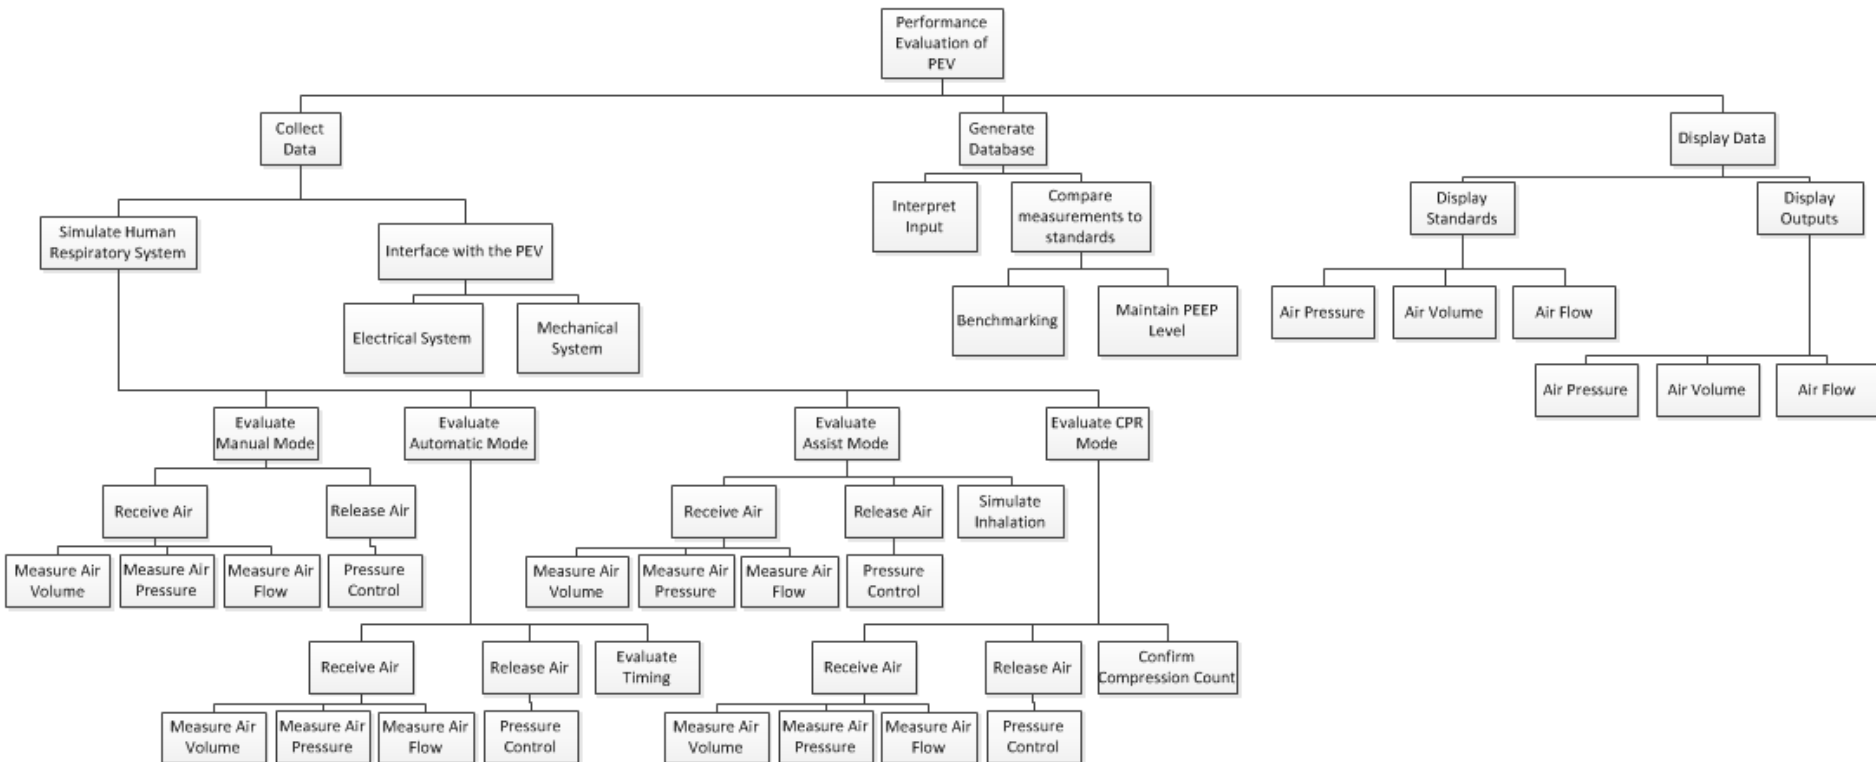 Performance
Evaluation of
PEV
Collect
Data
Generate
Database
Display Data
Simulate Human
Respiratory System
Interface with the PEV
Interpret
Input
Compare
measurements to
standards
Display
Standards
Display
Outputs
Electrical System
Mechanical
System
Benchmarking
Maintain PEEP
Level
Air Pressure
Air Volume
Air Flow
Air Pressure
Air Volume
Air Flow
Evaluate
Manual Mode
Evaluate
Automatic Mode
Evaluate
Assist Mode
Evaluate CPR
Mode
Receive Air
Release Air
Receive Air
Release Air
Simulate
Inhalation
Measure Air
Volume
Measure Air
Pressure
Measure Air
Flow
Pressure
Control
Measure Air
Volume
Measure Air
Pressure
Measure Air
Flow
Pressure
Control
Receive Air
Release Air
Evaluate
Timing
Receive Air
Release Air
Confirm
Compression Count
Measure Air
Volume
Measure Air
Pressure
Measure Air
Flow
Pressure
Control
Measure Air
Volume
Measure Air
Pressure
Measure Air
Flow
Pressure
Control